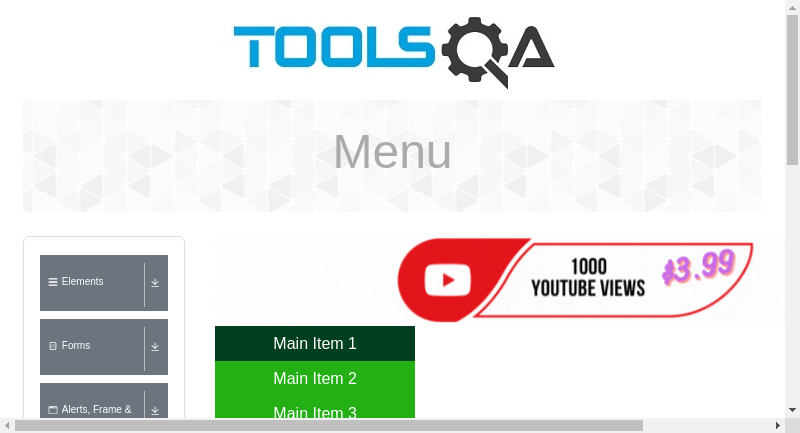 TOOLSQA
Menu
Elements
Forms
Alerts, Frame &
1000
YOUTUBE VIEWS
$3.99
Main Item 1
Main Item 2
Main Item 3